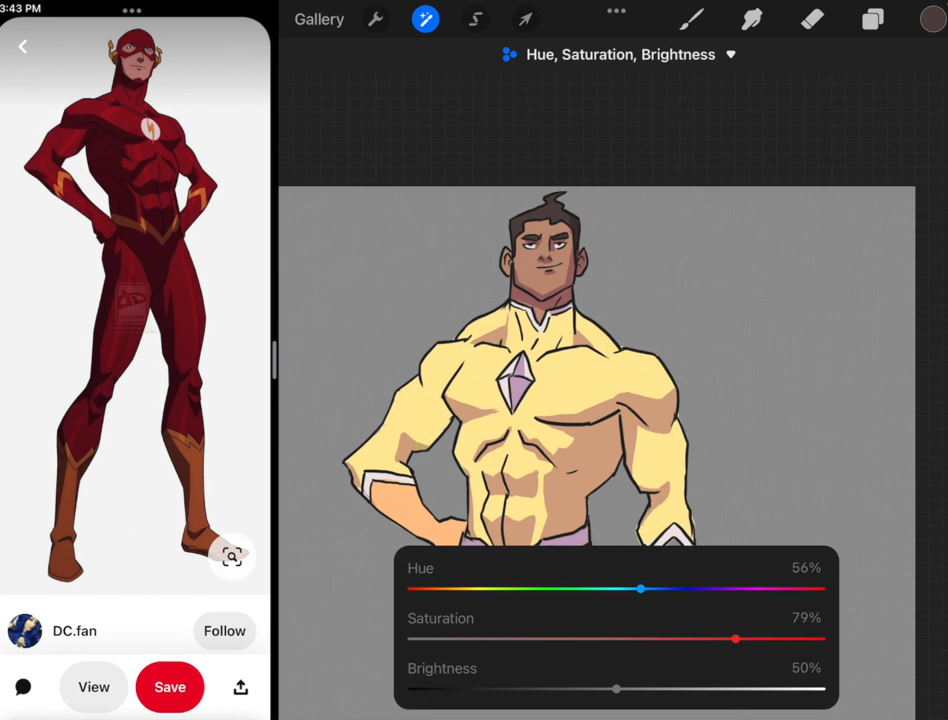 3:43 PM
DC.fan
Follow
View
Save
Gallery
Hue, Saturation, Brightness
Hue 56%
Saturation 79%
Brightness 50%